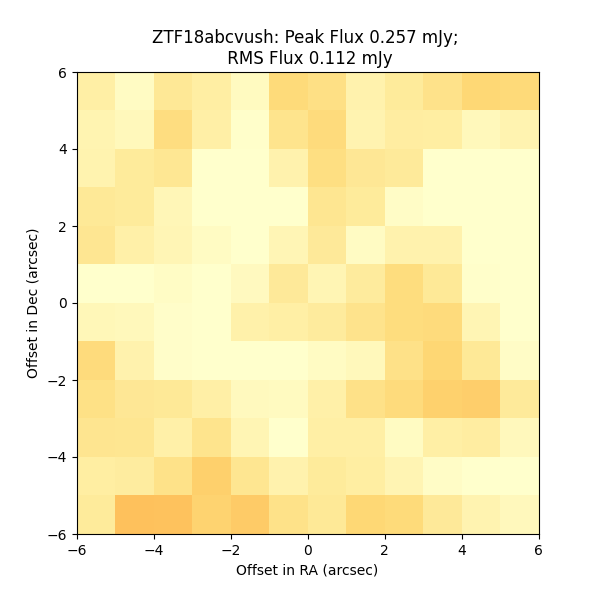 ZTF18abcvush: Peak Flux 0.257 mJy;
RMS Flux 0.112 mJy
6
4
2
0
−2
−4
−6
Offset in Dec (arcsec)
−6 −4 −2 0 2 4 6
Offset in RA (arcsec)